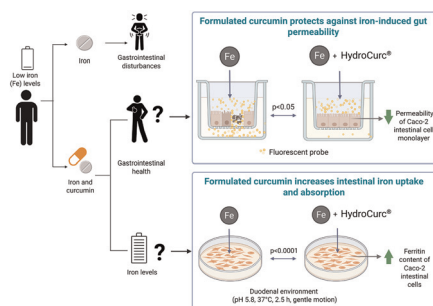 Low iron
(Fe) levels
Iron
Gastrointestinal
disturbances
Iron and
curcumin
?
Gastrointestinal
health
?
Iron levels
Formulated curcumin protects against iron-induced gut
permeability
Fe
Fe + HydroCurc®
p<0.05
Permeability
of Caco-2
intestinal cell
monolayer
Fluorescent probe
Formulated curcumin increases intestinal iron uptake
and absorption
Fe
Fe + HydroCurc®
p<0.0001
Ferritin
content of
Caco-2
intestinal
cells
Duodenal environment
(pH 5.8, 37°C, 2.5 h, gentle motion)